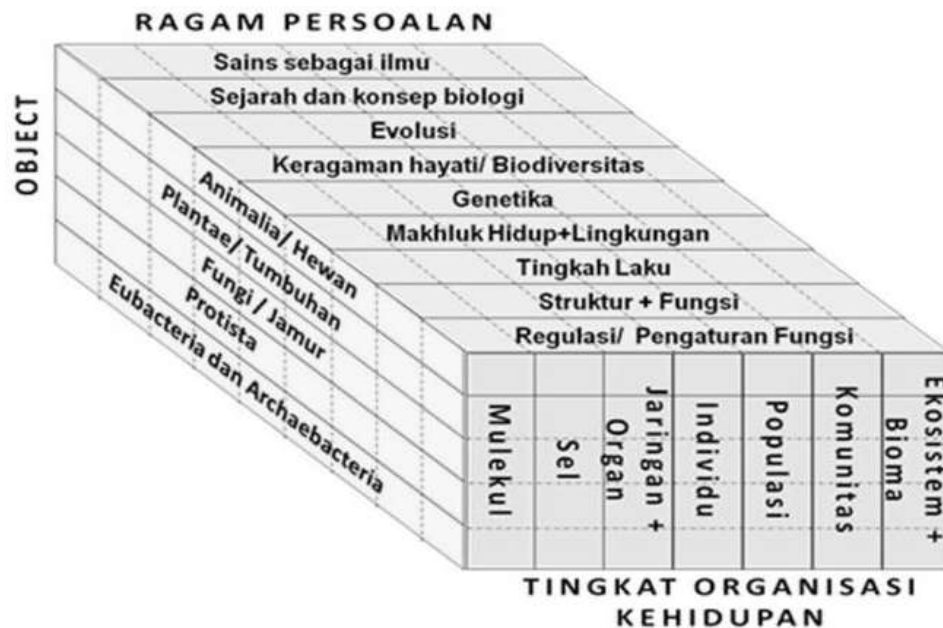 RAGAM PERSOALAN
Sains sebagai ilmu
Sejarah dan konsep biologi
Evolusi
Keragaman hayati/ Biodiversitas
Genetika
Makhluk Hidup+Lingkungan
Tingkah Laku
Struktur + Fungsi
Regulasi/ Pengaturan Fungsi
OBJECT
Animalia/ Hewan
Plantae/ Tumbuhan
Fungi / Jamur
Protista
Eubacteria dan Archaebacteria
Mulekul
Sel
Jaringan +
Organ
Individu
Populasi
Komunitas
Ekosistem +
Bioma
TINGKAT ORGANISASI
KEHIDUPAN